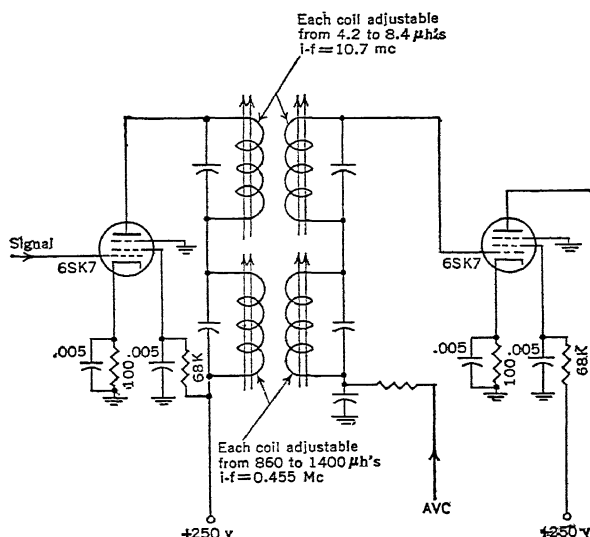 Each coil adjustable
from 4.2 to 8.4 μh's
i-f = 10.7 mc
Signal
6SK7
6SK7
.005
100
.005
68K
.005
100
.005
68K
Each coil adjustable
from 860 to 1400 μh's
i-f = 0.455 Mc
AVC
+250 v
+250 v